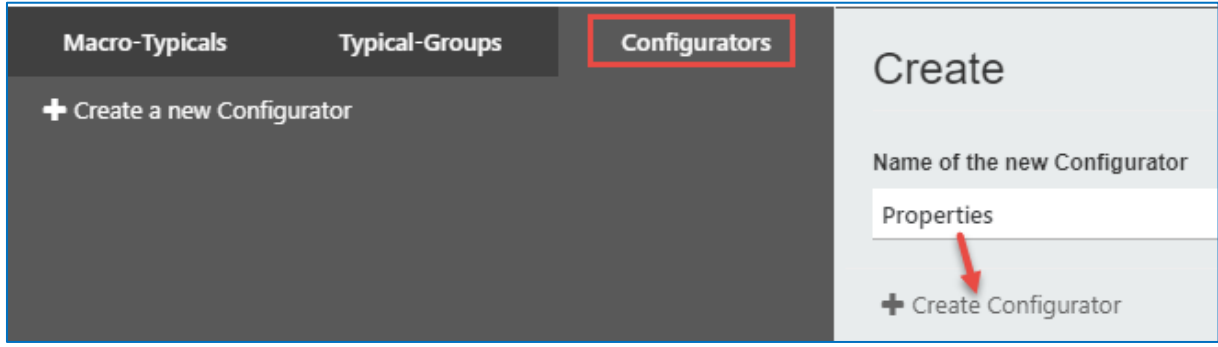 Macro-Typicals Typical-Groups Configurators
+ Create a new Configurator
Create
Name of the new Configurator
Properties
+ Create Configurator